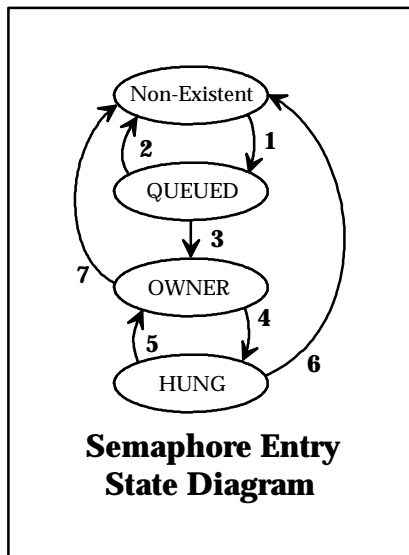 Non-Existent
1
2
QUEUED
3
7
OWNER
4
5
6
HUNG
Semaphore Entry
State Diagram